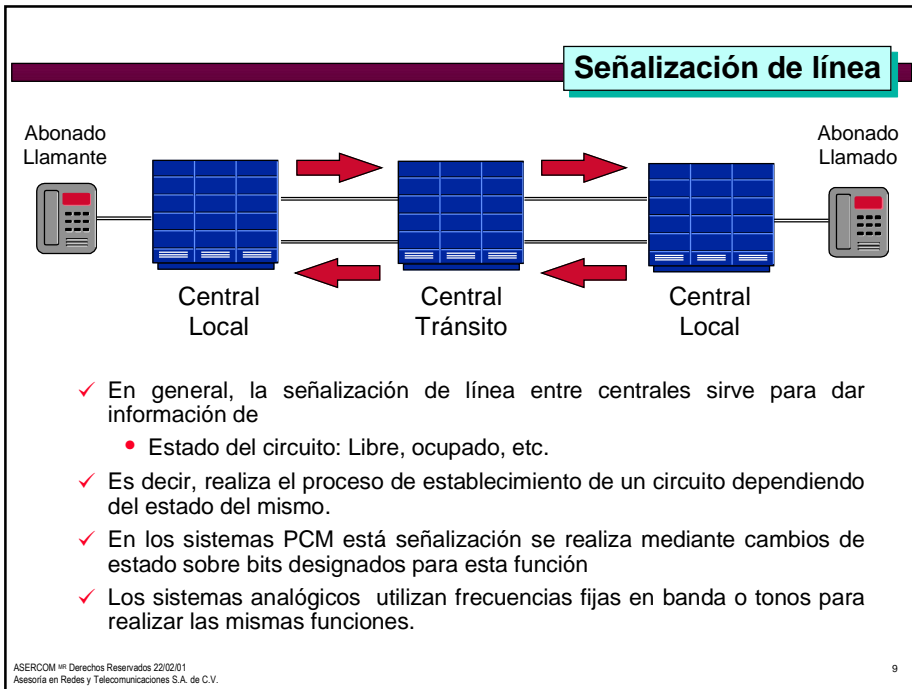 Señalización de línea
Abonado
Llamante
Abonado
Llamado
Central
Local
Central
Tránsito
Central
Local
En general, la señalización de línea entre centrales sirve para dar
información de
Estado del circuito: Libre, ocupado, etc.
Es decir, realiza el proceso de establecimiento de un circuito dependiendo
del estado del mismo.
En los sistemas PCM está señalización se realiza mediante cambios de
estado sobre bits designados para esta función
Los sistemas analógicos utilizan frecuencias fijas en banda o tonos para
realizar las mismas funciones.
ASERCOM MR Derechos Reservados 22/02/01
Asesoría en Redes y Telecomunicaciones S.A. de C.V.
9